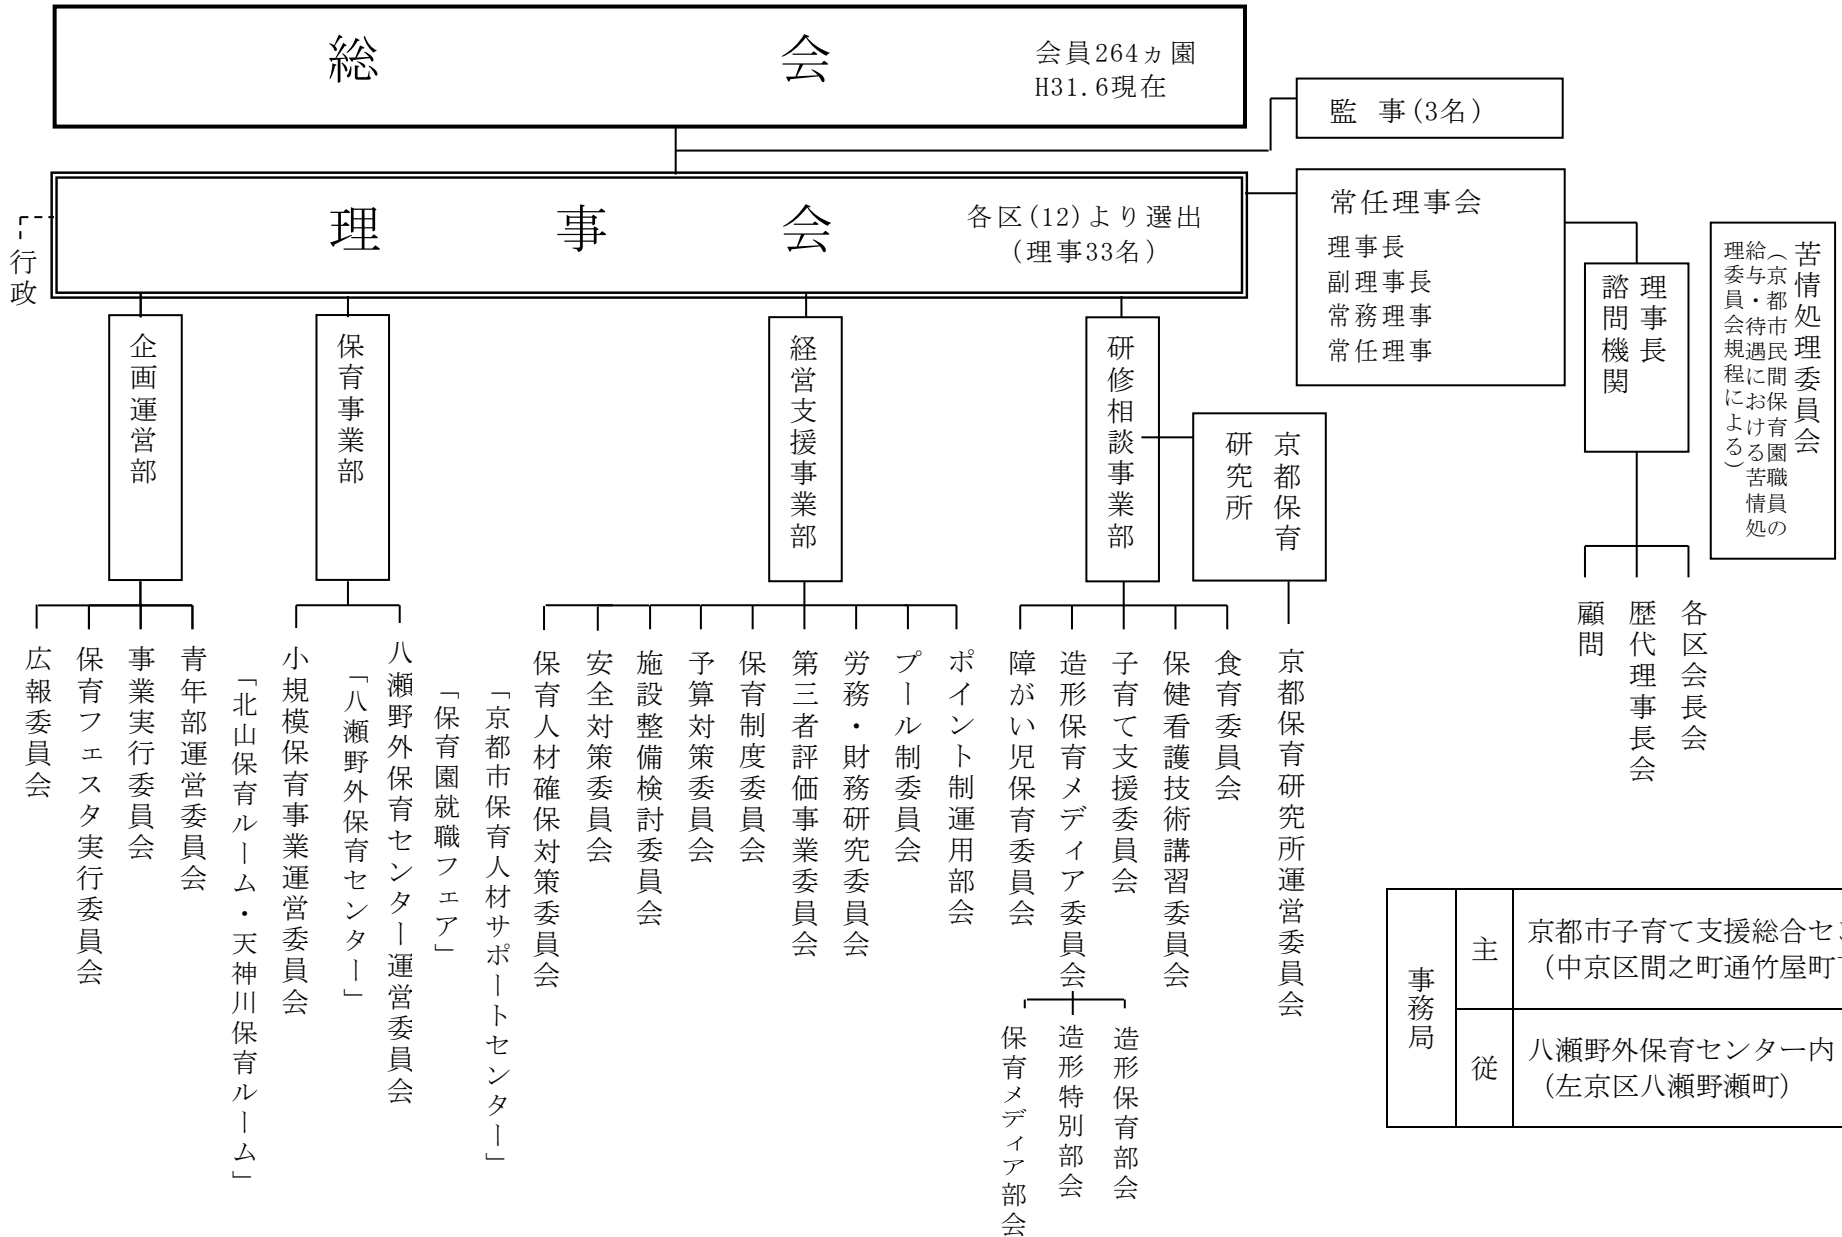 総会
会員264ヵ園
H31.6現在
監 事(3名)
理事会
各区(12)より選出
(理事33名)
行政
常任理事会
理事長
副理事長
常務理事
常任理事
理事長
諮問機関
苦情処理委員会
（京都市民間保育園職員の
給与・待遇における苦情処
理委員会規程による）
企画運営部
保育事業部
経営支援事業部
研修相談事業部
京都保育
研究所
広報委員会
保育フェスタ実行委員会
事業実行委員会
青年部運営委員会
「北山保育ルーム・天神川保育ルーム」
小規模保育事業運営委員会
「八瀬野外保育センター」
八瀬野外保育センター運営委員会
「保育園就職フェア」
「京都市保育人材サポートセンター」
保育人材確保対策委員会
安全対策委員会
施設整備検討委員会
予算対策委員会
保育制度委員会
第三者評価事業委員会
労務・財務研究委員会
プール制委員会
ポイント制運用部会
障がい児保育委員会
造形保育メディア委員会
子育て支援委員会
保健看護技術講習委員会
食育委員会
京都保育研究所運営委員会
保育メディア部会
造形特別部会
造形保育部会
顧問
歴代理事長会
各区会長会
事務局
主
京都市子育て支援総合セ
（中京区間之町通竹屋町
従
八瀬野外保育センター内
（左京区八瀬野瀬町）